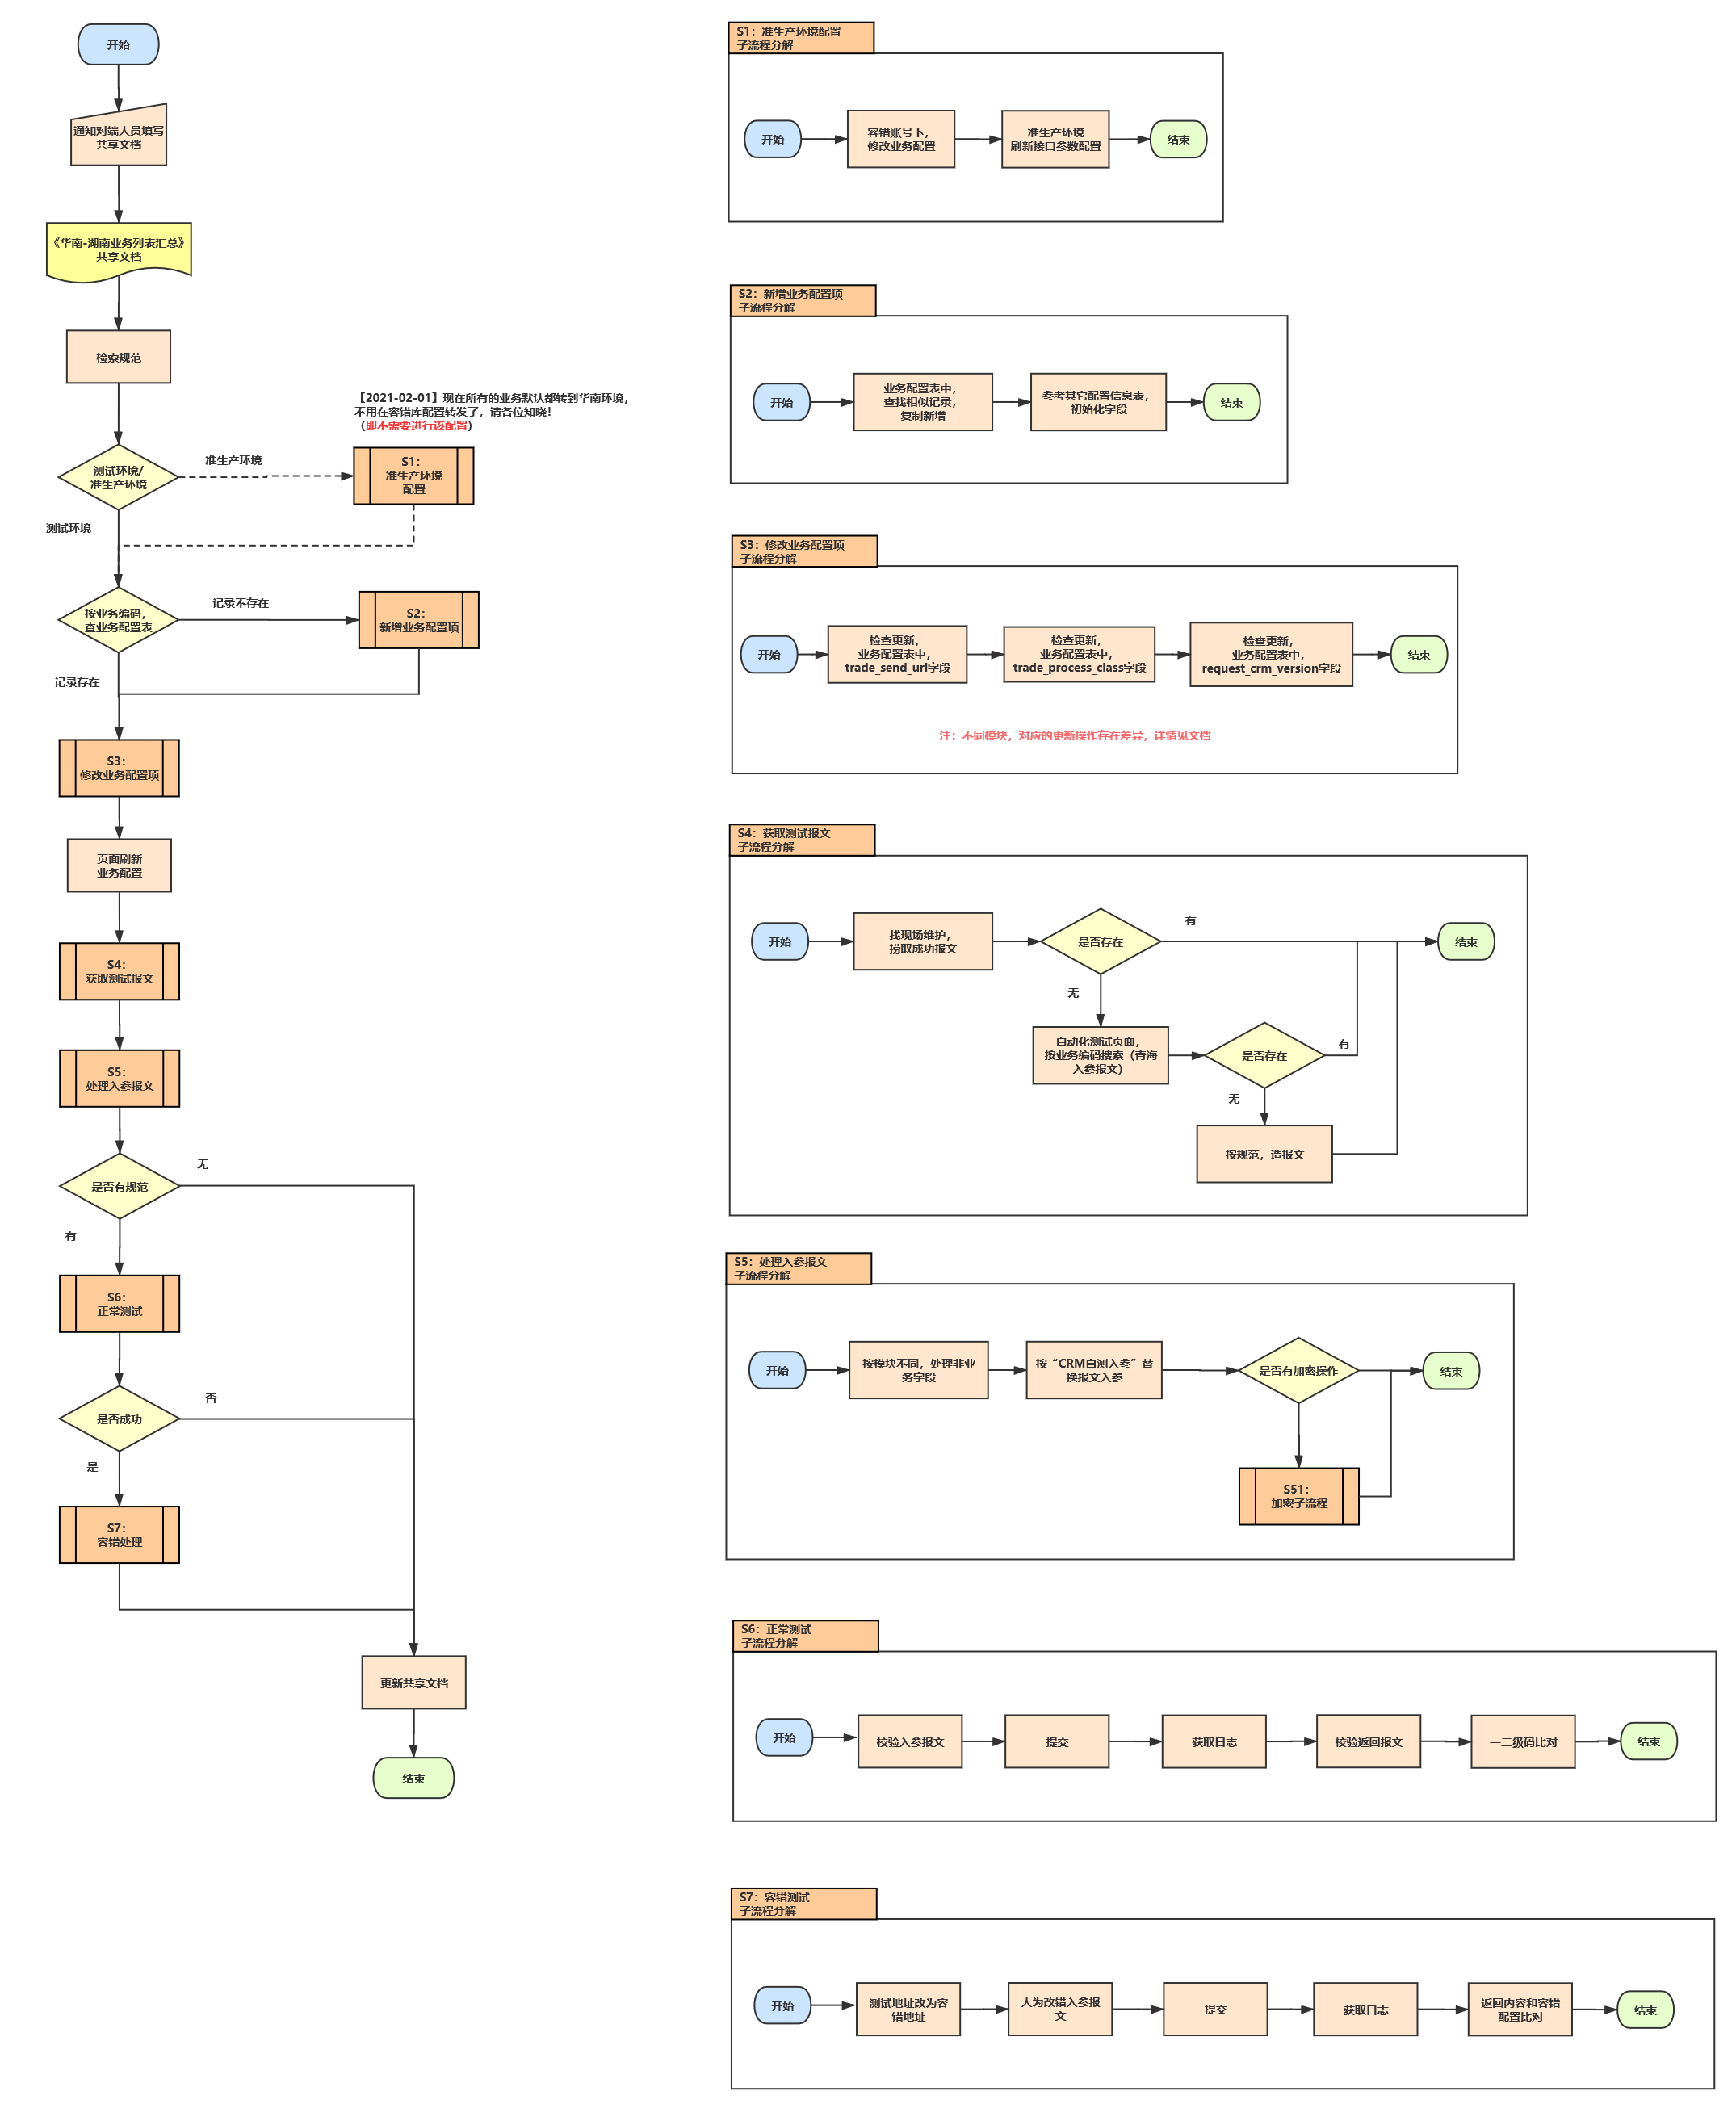 开始
通知对端人员填写
共享文档
《华南-湖南业务列表汇总》
共享文档
检索规范
【2021-02-01】现在所有的业务默认都转到华南环境，
不用在容错库配置转发了，请各位知晓！
（即不需要进行该配置）
测试环境/
准生产环境
准生产环境
S1：
准生产环境
配置
测试环境
按业务编码，
查业务配置表
记录不存在
S2：
新增业务配置项
记录存在
S3：
修改业务配置项
页面刷新
业务配置
S4：
获取测试报文
S5：
处理入参报文
是否有规范
无
有
S6：
正常测试
是否成功
否
是
S7：
容错处理
更新共享文档
结束
S1：准生产环境配置
子流程分解
开始
容错账号下，
修改业务配置
准生产环境
刷新接口参数配置
结束
S2：新增业务配置项
子流程分解
开始
业务配置表中，
查找相似记录，
复制新增
参考其它配置信息表，
初始化字段
结束
S3：修改业务配置项
子流程分解
开始
检查更新，
业务配置表中，
trade_send_url字段
检查更新，
业务配置表中，
trade_process_class字段
检查更新，
业务配置表中，
request_crm_version字段
结束
注：不同模块，对应的更新操作存在差异，详情见文档
S4：获取测试报文
子流程分解
开始
找现场维护，
捞取成功报文
是否存在
有
结束
无
自动化测试页面，
按业务编码搜索（青海
入参报文）
是否存在
有
无
按规范，造报文
S5：处理入参报文
子流程分解
开始
按模块不同，处理非业
务字段
按“CRM自测入参”替
换报文入参
是否有加密操作
结束
S51：
加密子流程
S6：正常测试
子流程分解
开始
校验入参报文
提交
获取日志
校验返回报文
一二级码比对
结束
S7：容错测试
子流程分解
开始
测试地址改为容
错地址
人为改错入参报
文
提交
获取日志
返回内容和容错
配置比对
结束